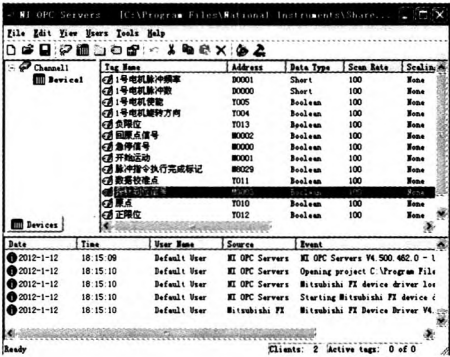 NI OPC Servers - [C:\Program Files\National Instruments\Share...
File Edit View Users Tools Help
Channel1
Device1
Tag Name Address Data Type Scan Rate Scaling
1号电机脉冲频率 D0001 Short 100 None
1号电机脉冲数 D0000 Short 100 None
1号电机使能 Y005 Boolean 100 None
1号电机旋转方向 Y004 Boolean 100 None
负限位 Y013 Boolean 100 None
回原点信号 M0002 Boolean 100 None
急停信号 M0000 Boolean 100 None
开始运动 M0001 Boolean 100 None
脉冲指令执行完成标记 M8029 Boolean 100 None
数据校准点 Y011 Boolean 100 None
Boolean 100 None
原点 Y010 Boolean 100 None
正限位 Y012 Boolean 100 None
Devices
Date Time User Name Source Event
2012-1-12 18:15:09 Default User NI OPC Servers NI OPC Servers V4.500.462.0 - U
2012-1-12 18:15:10 Default User NI OPC Servers Opening project C:\Program File
2012-1-12 18:15:10 Default User NI OPC Servers Mitsubishi FX device driver loa
2012-1-12 18:15:10 Default User NI OPC Servers Starting Mitsubishi FX device d
2012-1-12 18:15:10 Default User Mitsubishi FX Mitsubishi FX Device Driver V4.
Ready Clients: 2 Active tags: 0 of 0